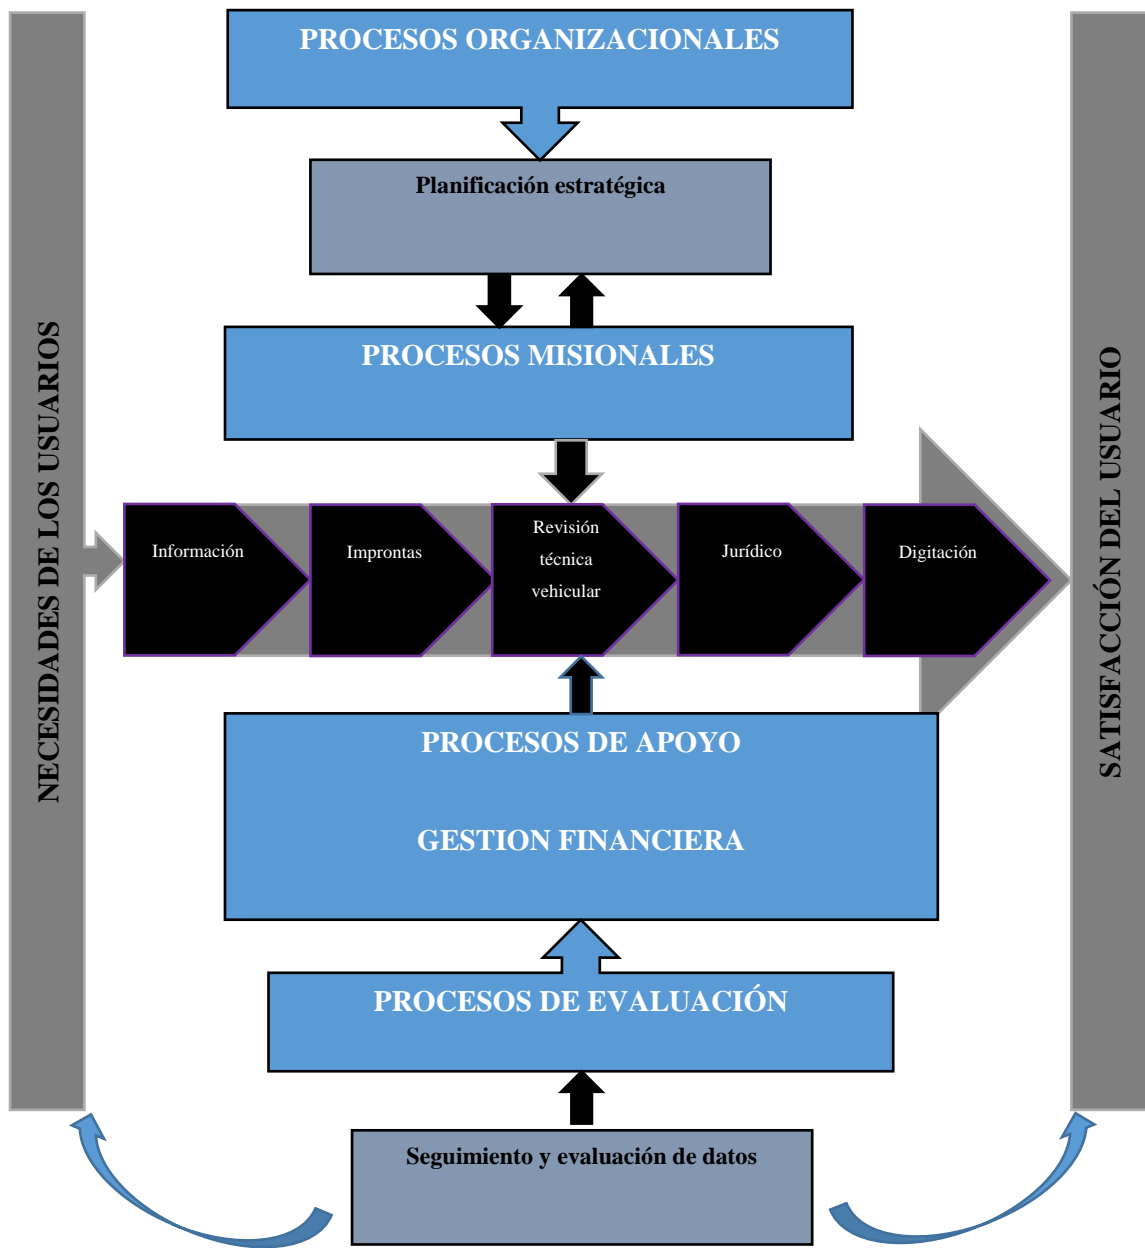 PROCESOS ORGANIZACIONALES
Planificación estratégica
PROCESOS MISIONALES
NECESIDADES DE LOS USUARIOS
Información
Improntas
Revisión
técnica
vehicular
Jurídico
Digitación
SATISFACCIÓN DEL USUARIO
PROCESOS DE APOYO
GESTION FINANCIERA
PROCESOS DE EVALUACIÓN
Seguimiento y evaluación de datos